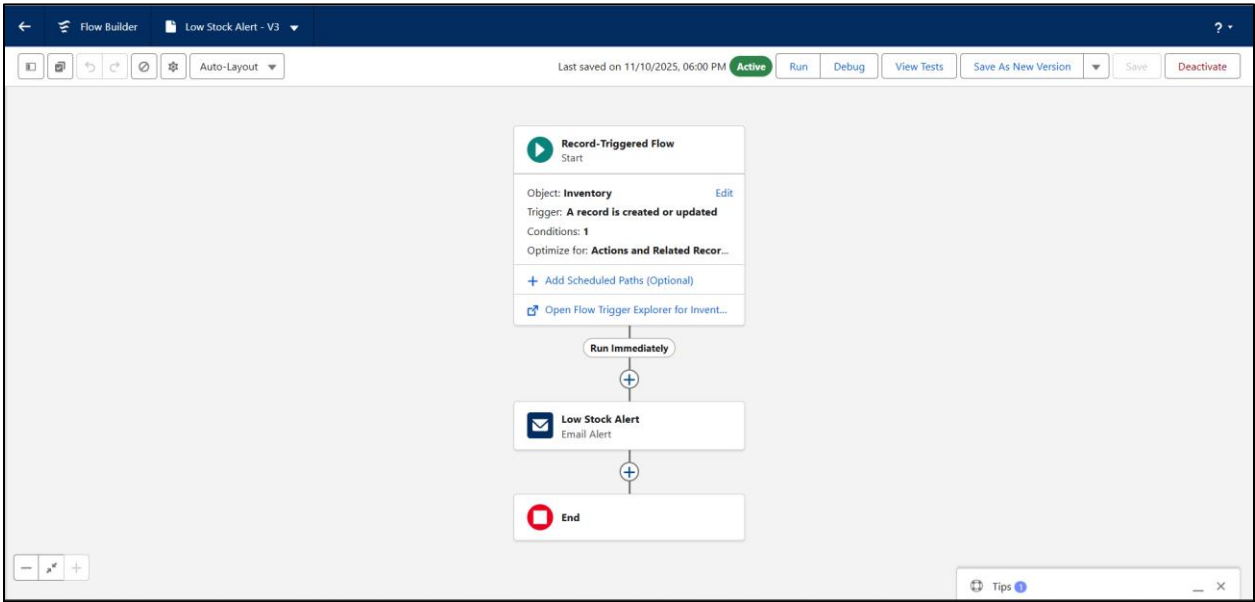 Flow Builder
Low Stock Alert - V3
?
Auto-Layout
Last saved on 11/10/2025, 06:00 PM
Active
Run
Debug
View Tests
Save As New Version
Save
Deactivate
Record-Triggered Flow
Start
Object: Inventory
Edit
Trigger: A record is created or updated
Conditions: 1
Optimize for: Actions and Related Recor...
+ Add Scheduled Paths (Optional)
Open Flow Trigger Explorer for Invent...
Run Immediately
Low Stock Alert
Email Alert
End
Tips 1